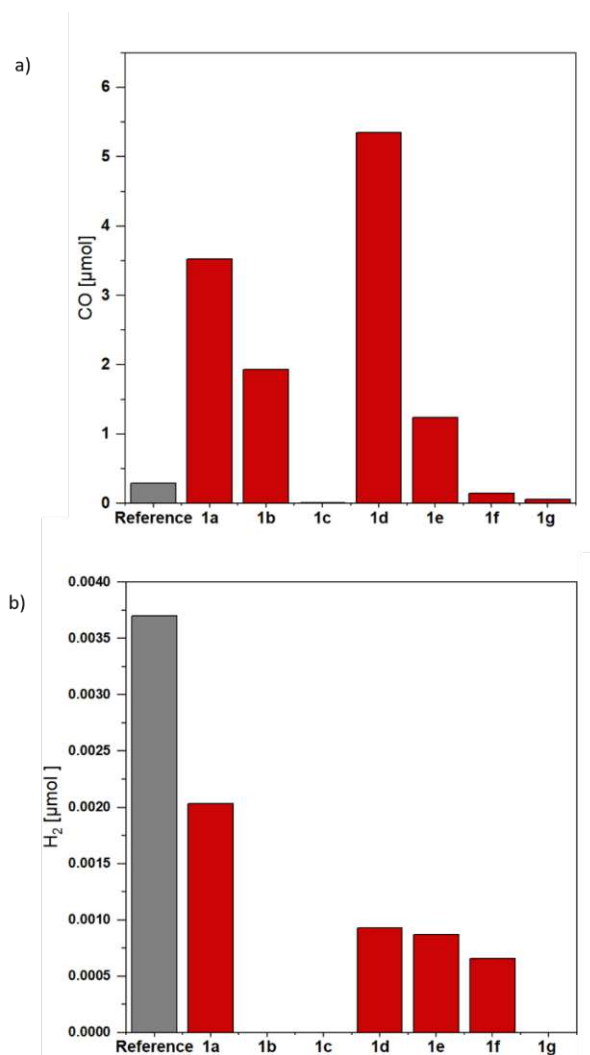 a)
6
5
4
3
2
1
0
CO [µmol]
Reference 1a 1b 1c 1d 1e 1f 1g
b)
0.0040
0.0035
0.0030
0.0025
0.0020
0.0015
0.0010
0.0005
0.0000
H₂ [µmol ]
Reference 1a 1b 1c 1d 1e 1f 1g